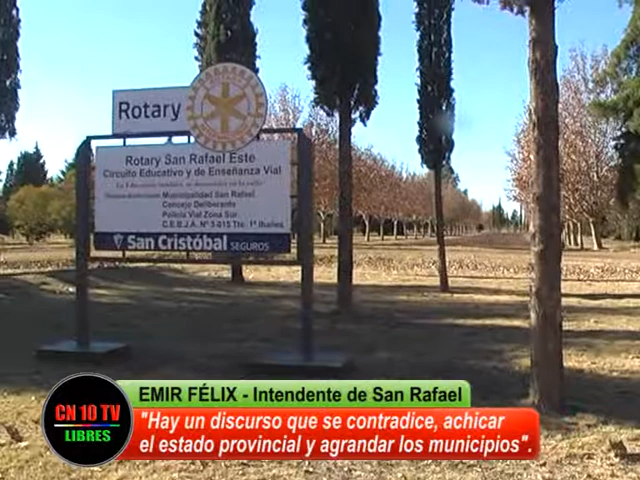 Rotary
Rotary San Rafael Este
Circuito Educativo y de Enseñanza Vial
Municipalidad San Rafael
Concejo Deliberante
Policía Vial Zona Sur
San Cristóbal SEGUROS
EMIR FÉLIX - Intendente de San Rafael
CN 10 TV
LIBRES
"Hay un discurso que se contradice, achicar
el estado provincial y agrandar los municipios".